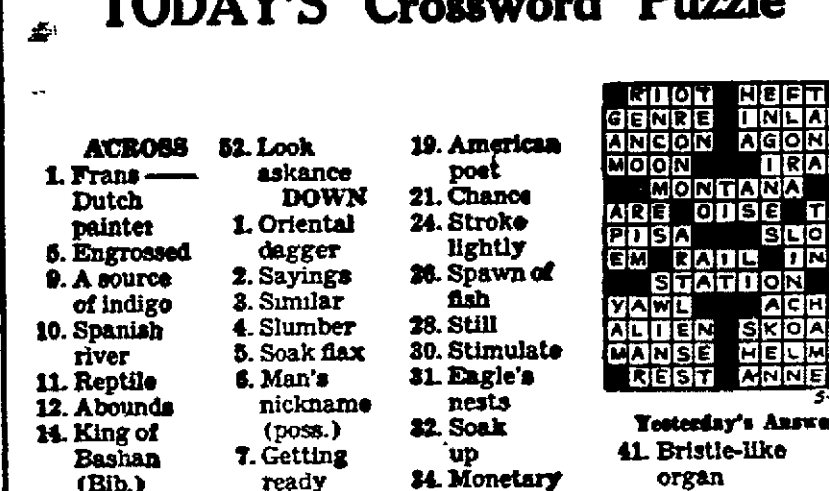 TODAY'S Crossword Puzzle
ACROSS
1. Frans ——
Dutch
painter
5. Engrossed
9. A source
of indigo
10. Spanish
river
11. Reptile
12. Abounds
14. King of
Bashan
(Bib.)
52. Look
askance
DOWN
1. Oriental
dagger
2. Sayings
3. Similar
4. Slumber
5. Soak flax
6. Man's
nickname
(poss.)
7. Getting
ready
19. American
poet
21. Chance
24. Stroke
lightly
26. Spawn of
fish
28. Still
30. Stimulate
31. Eagle's
nests
32. Soak
up
34. Monetary
RIOT HEFT
GENRE INLA
ANCON AGON
MOON IRA
MONTANA
ARE OISE T
PISA SLO
EM RAIL IN
STATION
YAWL ACH
ALIEN SKOA
MANSE HELM
REST ANNE
Yesterday's Answe
41. Bristle-like
organ